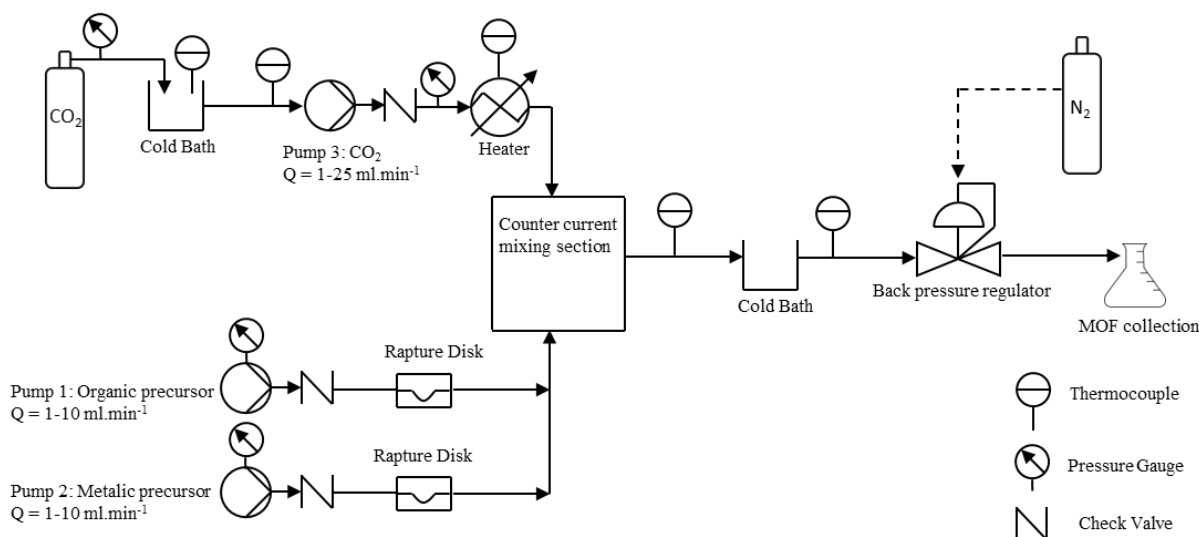 CO₂
Cold Bath
Pump 3: CO₂
Q = 1-25 ml.min⁻¹
Heater
N₂
Counter current
mixing section
Cold Bath
Back pressure regulator
MOF collection
Rapture Disk
Pump 1: Organic precursor
Q = 1-10 ml.min⁻¹
Rapture Disk
Pump 2: Metalic precursor
Q = 1-10 ml.min⁻¹
Thermocouple
Pressure Gauge
Check Valve